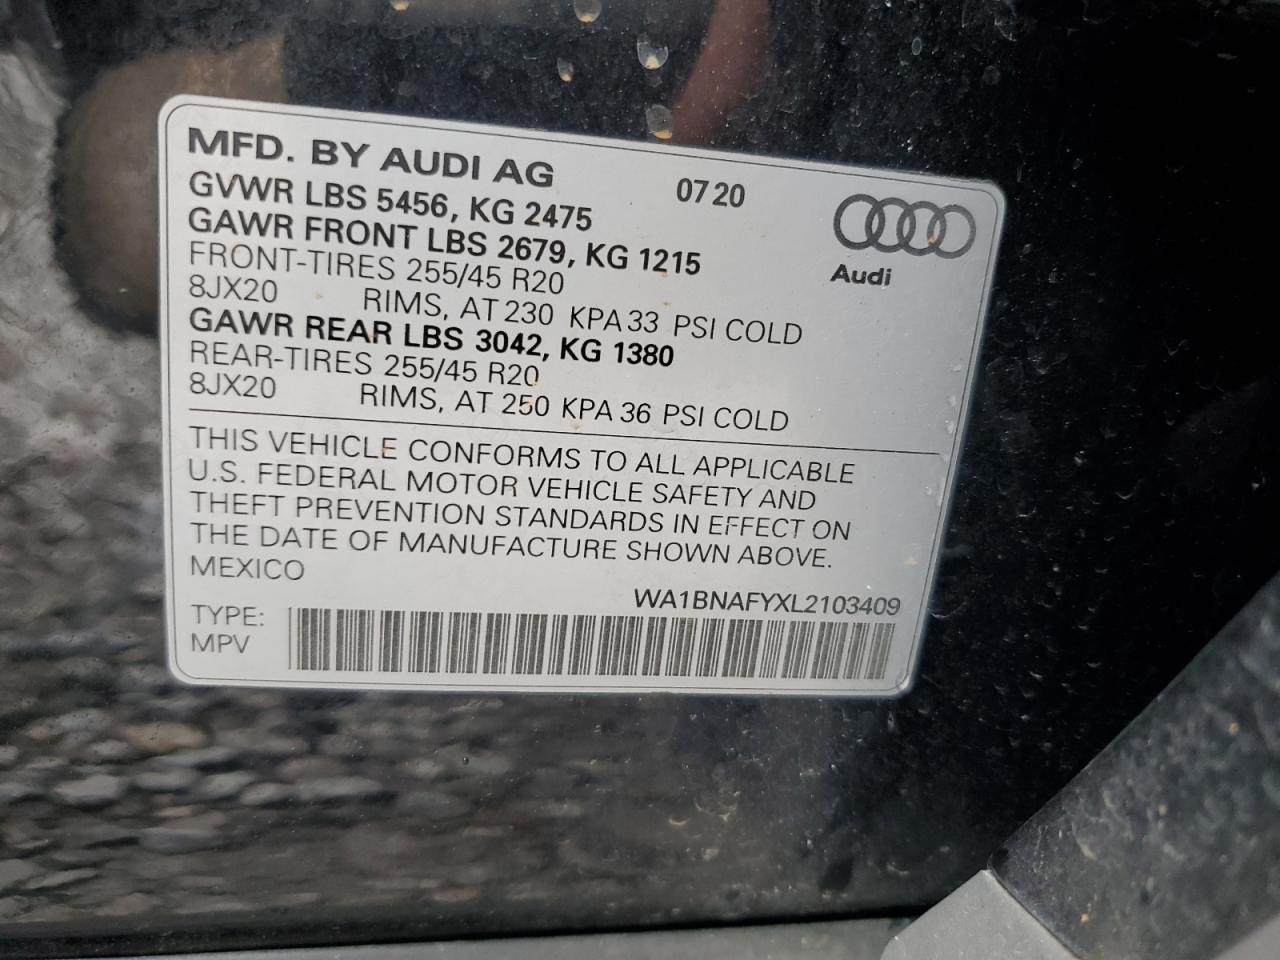 MFD. BY AUDI AG 07 20
GVWR LBS 5456, KG 2475
GAWR FRONT LBS 2679, KG 1215
FRONT-TIRES 255/45 R20
8JX20 RIMS, AT 230 KPA 33 PSI COLD
GAWR REAR LBS 3042, KG 1380
REAR-TIRES 255/45 R20
8JX20 RIMS, AT 250 KPA 36 PSI COLD
Audi
THIS VEHICLE CONFORMS TO ALL APPLICABLE
U.S. FEDERAL MOTOR VEHICLE SAFETY AND
THEFT PREVENTION STANDARDS IN EFFECT ON
THE DATE OF MANUFACTURE SHOWN ABOVE.
MEXICO
WA1BNAFYXL2103409
TYPE:
MPV